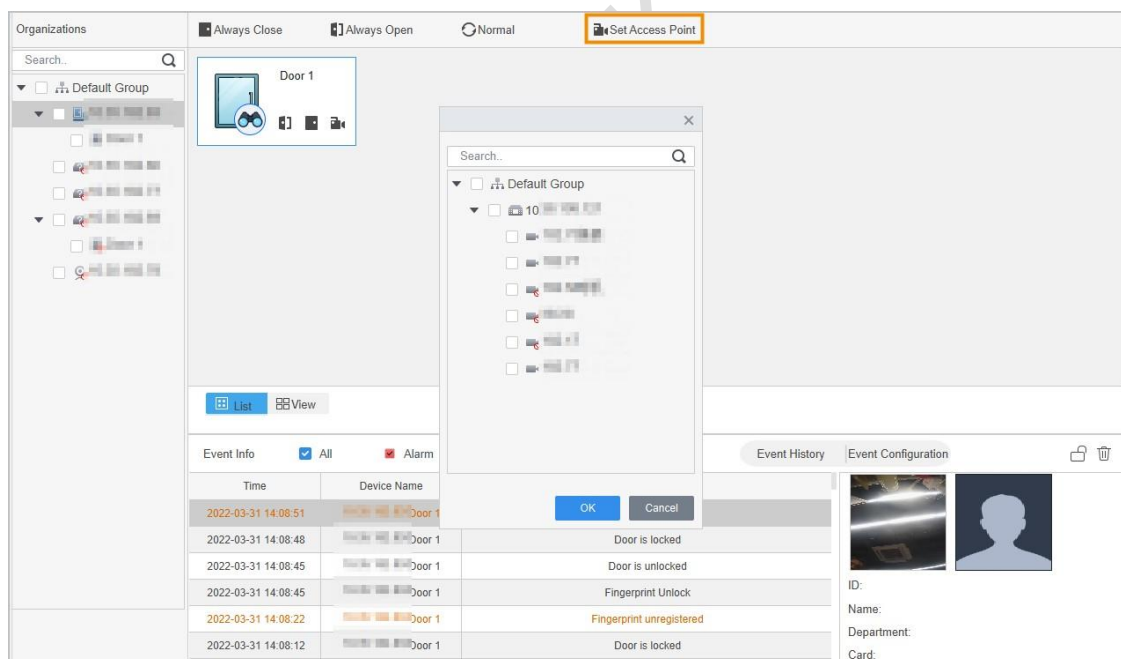 Organizations
Always Close
Always Open
Normal
Set Access Point
Search..
Default Group
Door 1
Search..
Default Group
10
OK
Cancel
List
View
Event Info
All
Alarm
Event History
Event Configuration
Time
Device Name
2022-03-31 14:08:51
Door 1
2022-03-31 14:08:48
Door 1
Door is locked
2022-03-31 14:08:45
Door 1
Door is unlocked
2022-03-31 14:08:45
Door 1
Fingerprint Unlock
2022-03-31 14:08:22
Door 1
Fingerprint unregistered
2022-03-31 14:08:12
Door 1
Door is locked
ID:
Name:
Department:
Card: